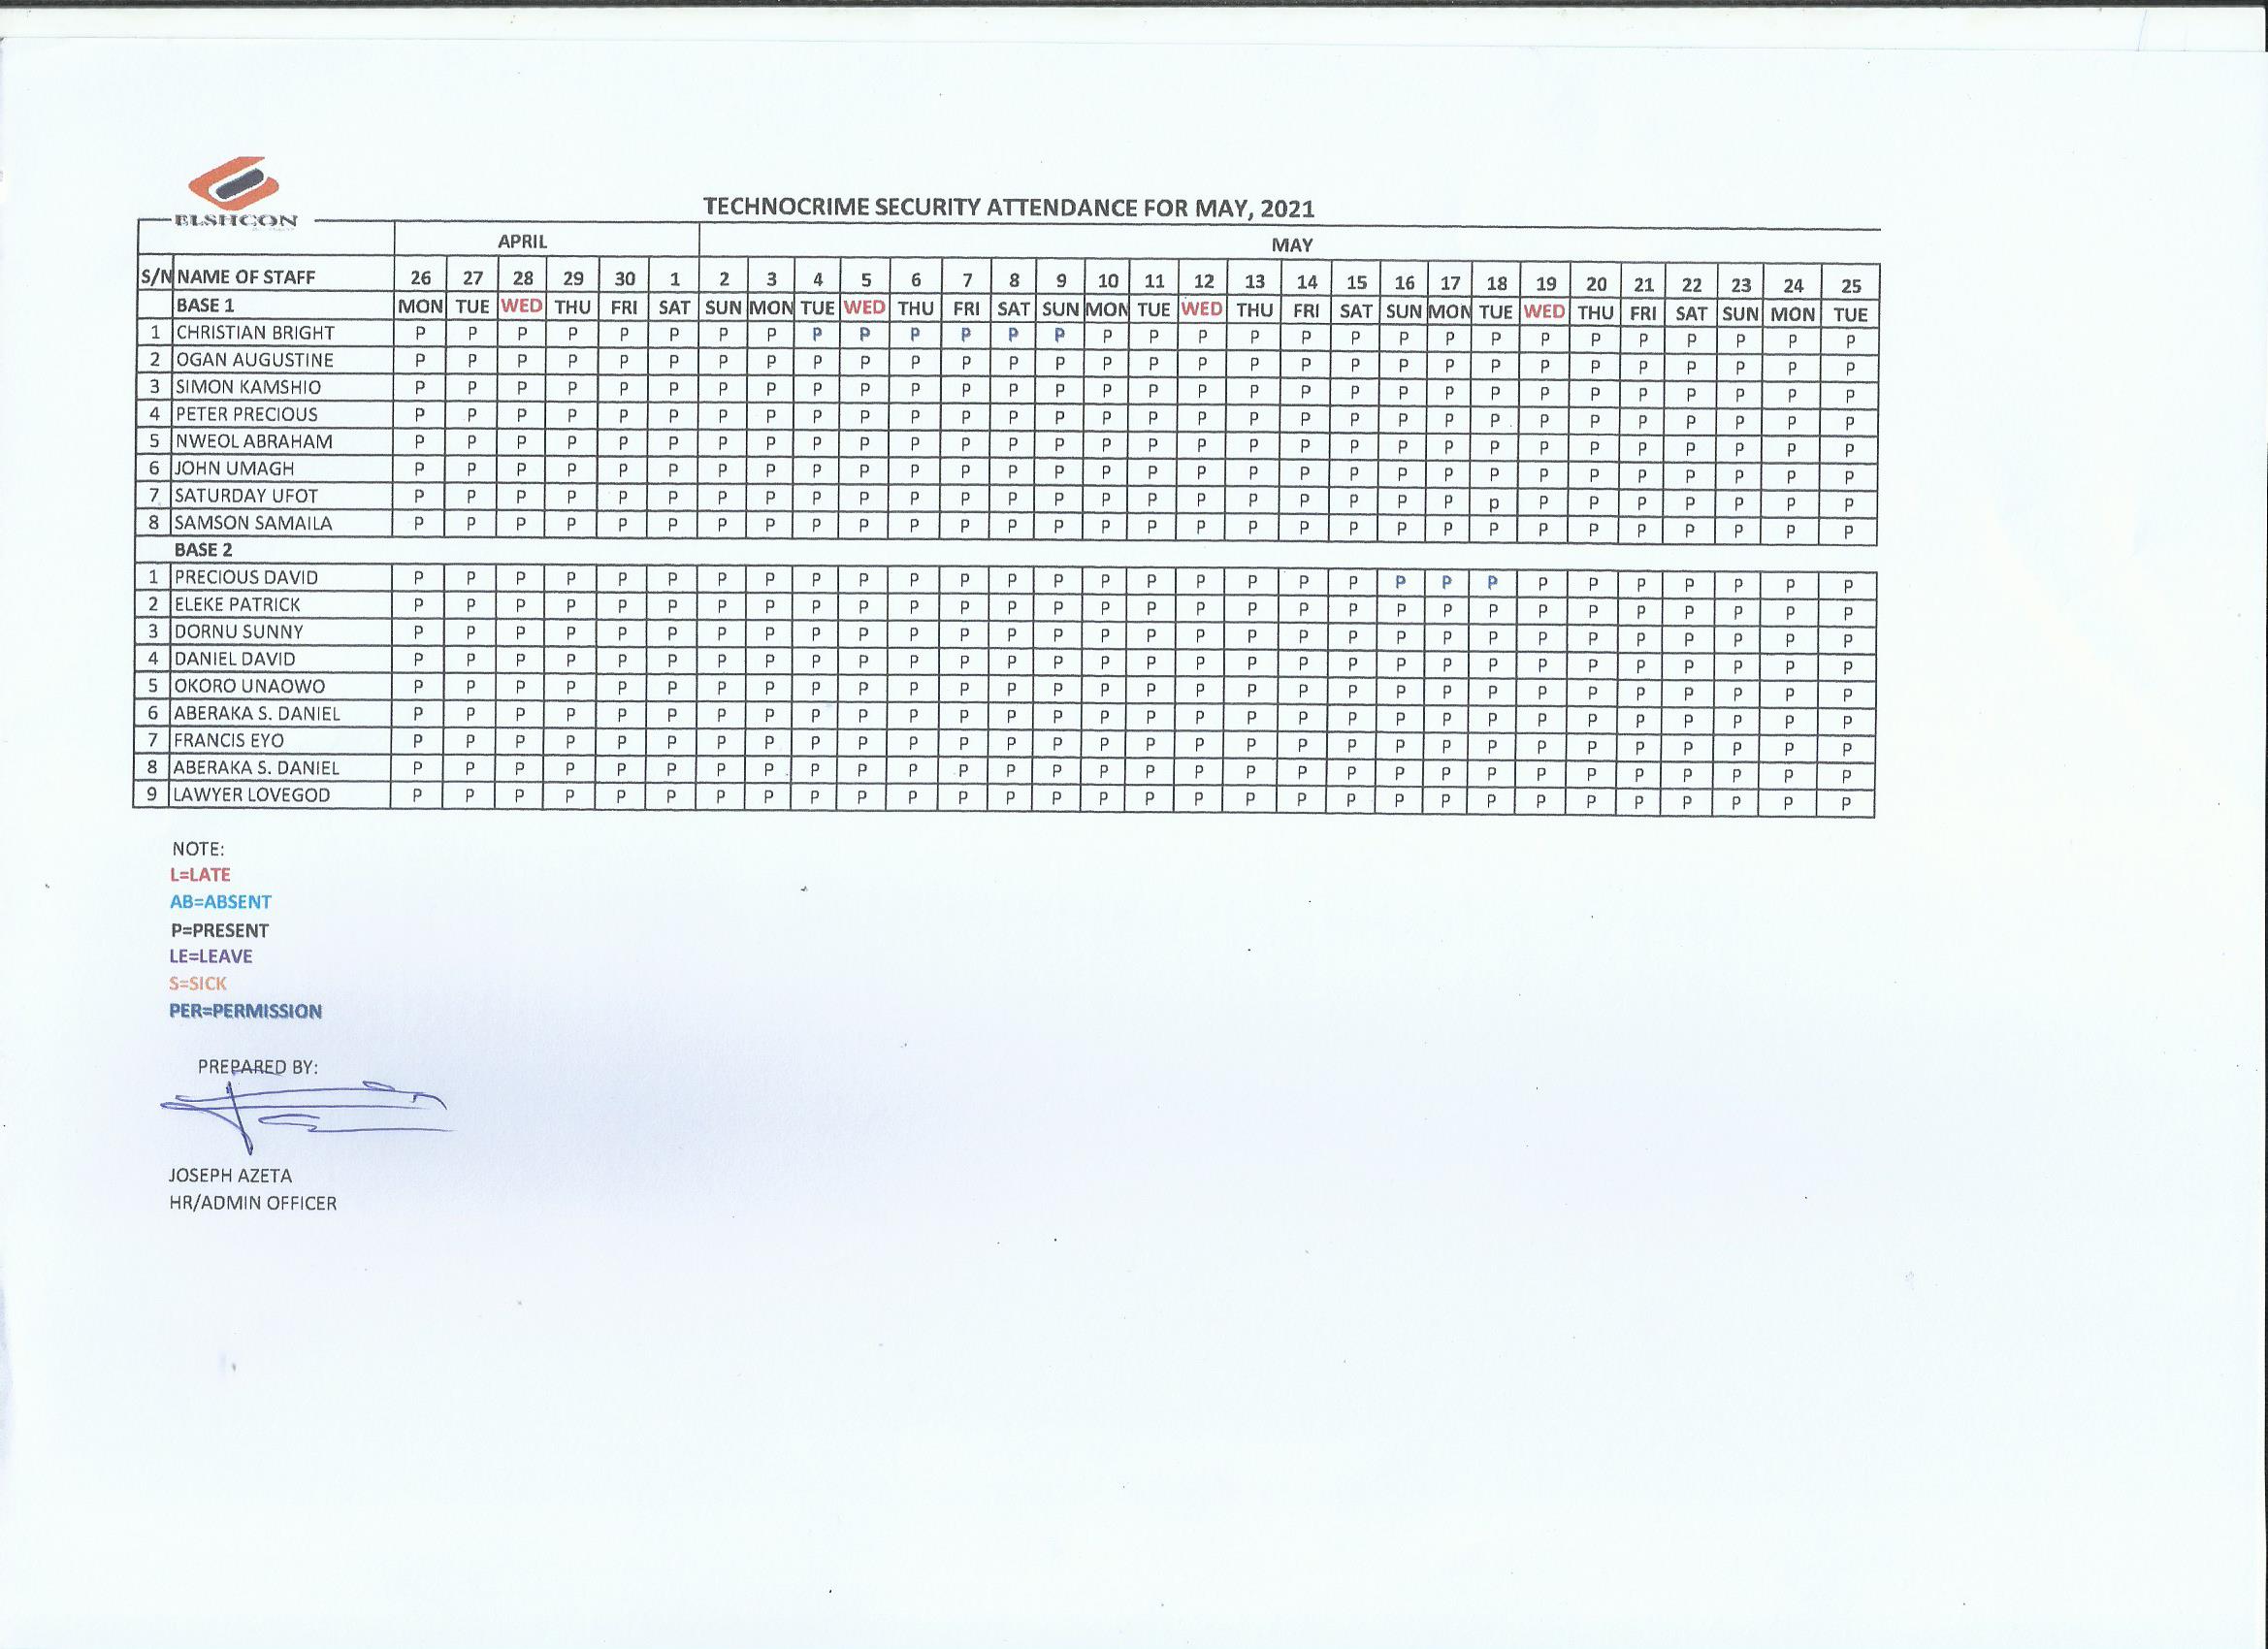 ELSHCON
TECHNOCRIME SECURITY ATTENDANCE FOR MAY, 2021
APRIL MAY
S/N NAME OF STAFF 26 27 28 29 30 1 2 3 4 5 6 7 8 9 10 11 12 13 14 15 16 17 18 19 20 21 22 23 24 25
BASE 1 MON TUE WED THU FRI SAT SUN MON TUE WED THU FRI SAT SUN MON TUE WED THU FRI SAT SUN MON TUE WED THU FRI SAT SUN MON TUE
1 CHRISTIAN BRIGHT P P P P P P P P P P P P P P P P P P P P P P P P P P P P P P
2 OGAN AUGUSTINE P P P P P P P P P P P P P P P P P P P P P P P P P P P P P P
3 SIMON KAMSHIO P P P P P P P P P P P P P P P P P P P P P P P P P P P P P P
4 PETER PRECIOUS P P P P P P P P P P P P P P P P P P P P P P P P P P P P P P
5 NWEOL ABRAHAM P P P P P P P P P P P P P P P P P P P P P P P P P P P P P P
6 JOHN UMAGH P P P P P P P P P P P P P P P P P P P P P P P P P P P P P P
7 SATURDAY UFOT P P P P P P P P P P P P P P P P P P P P P P p P P P P P P P
8 SAMSON SAMAILA P P P P P P P P P P P P P P P P P P P P P P P P P P P P P P
BASE 2
1 PRECIOUS DAVID P P P P P P P P P P P P P P P P P P P P P P P P P P P P P P
2 ELEKE PATRICK P P P P P P P P P P P P P P P P P P P P P P P P P P P P P P
3 DORNU SUNNY P P P P P P P P P P P P P P P P P P P P P P P P P P P P P P
4 DANIEL DAVID P P P P P P P P P P P P P P P P P P P P P P P P P P P P P P
5 OKORO UNAOWO P P P P P P P P P P P P P P P P P P P P P P P P P P P P P P
6 ABERAKA S. DANIEL P P P P P P P P P P P P P P P P P P P P P P P P P P P P P P
7 FRANCIS EYO P P P P P P P P P P P P P P P P P P P P P P P P P P P P P P
8 ABERAKA S. DANIEL P P P P P P P P P P P P P P P P P P P P P P P P P P P P P P
9 LAWYER LOVEGOD P P P P P P P P P P P P P P P P P P P P P P P P P P P P P P
NOTE:
L=LATE
AB=ABSENT
P=PRESENT
LE=LEAVE
S=SICK
PER=PERMISSION
PREPARED BY:
JOSEPH AZETA
HR/ADMIN OFFICER